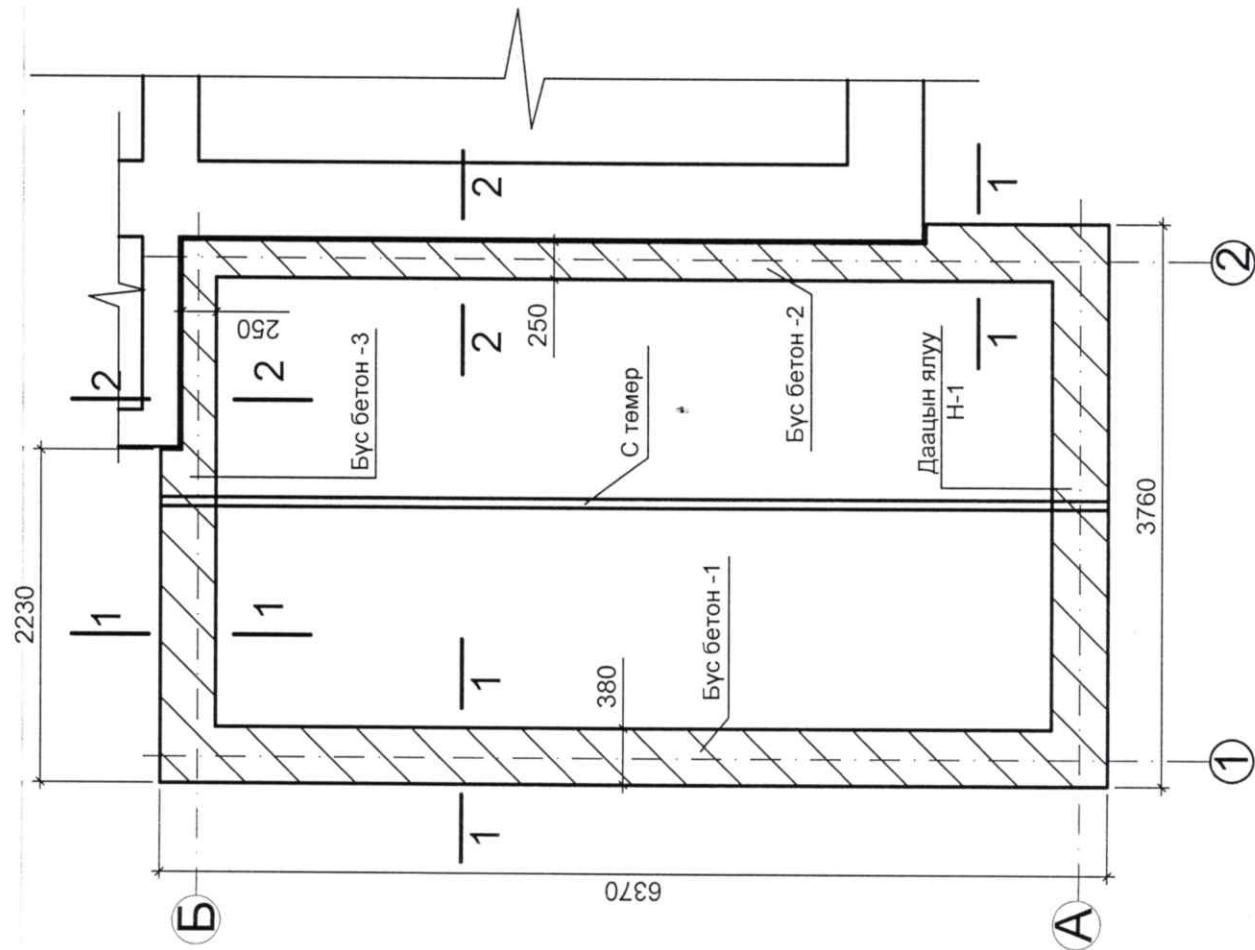 2230
2
1
250
2
1
Бүс бетон -3
2
2
1
1
250
380
С төмөр
Бүс бетон -2
Бүс бетон -1
1
1
Даацын ялуу
Н-1
6370
3760
Б
А
2
1